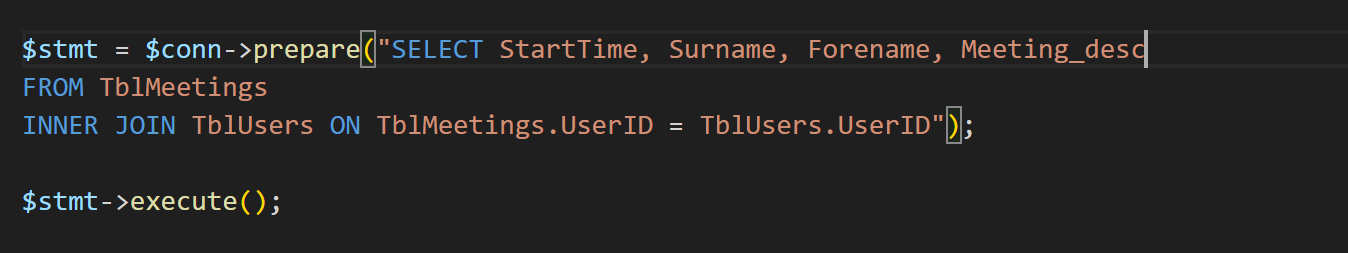 $stmt = $conn->prepare("SELECT StartTime, Surname, Forename, Meeting_desc
FROM TblMeetings
INNER JOIN TblUsers ON TblMeetings.UserID = TblUsers.UserID");
$stmt->execute();